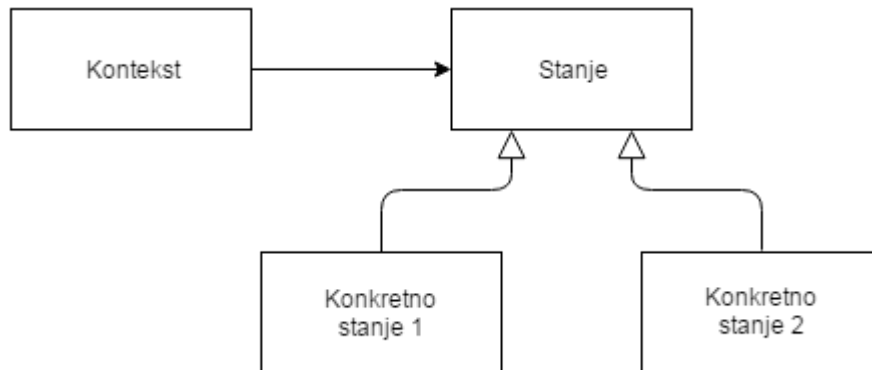 Kontekst
Stanje
Konkretno
stanje 1
Konkretno
stanje 2